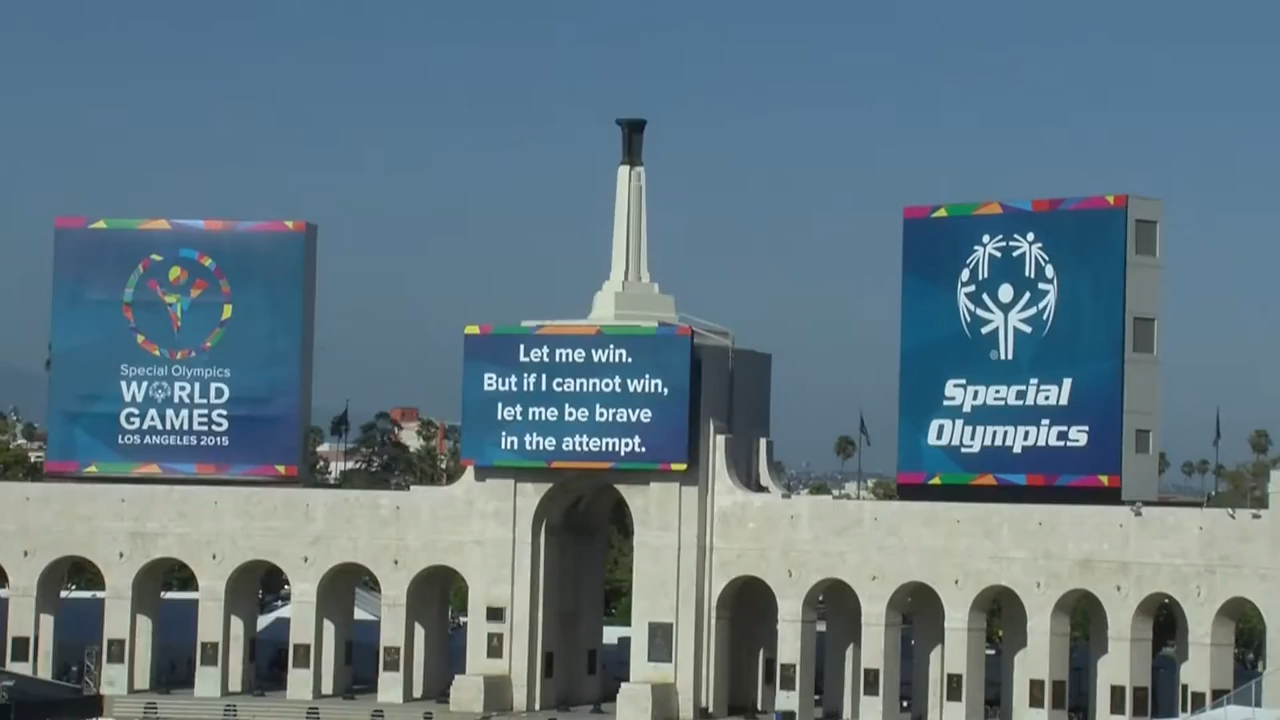 Special Olympics
WORLD
GAMES
LOS ANGELES 2015
Let me win.
But if I cannot win,
let me be brave
in the attempt.
®
Special
Olympics